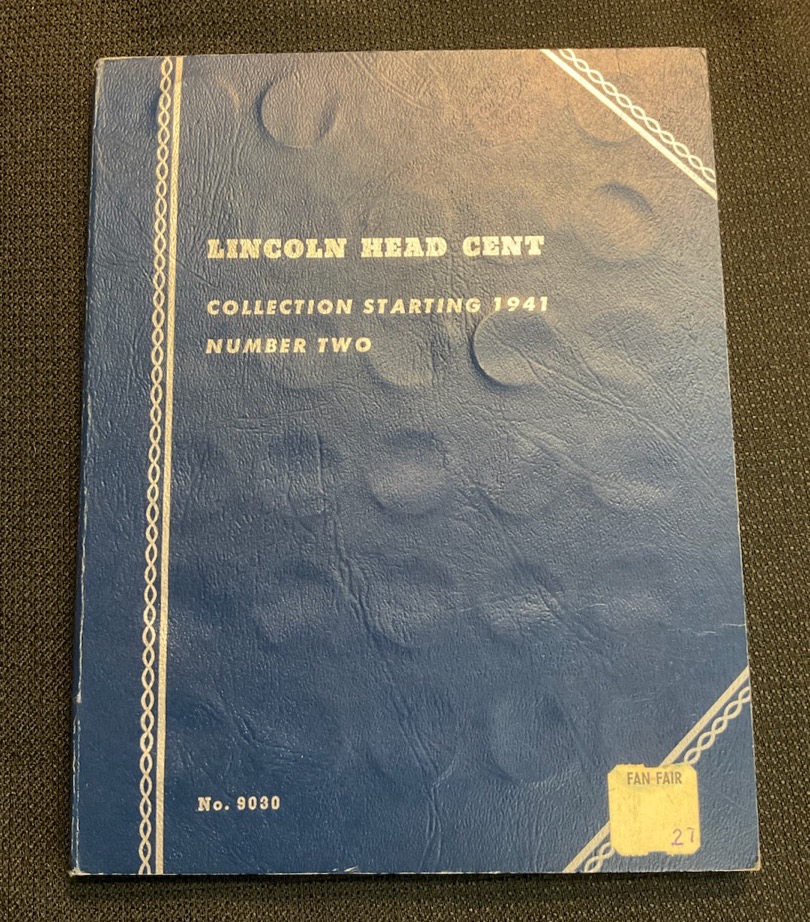 LINCOLN HEAD CENT
COLLECTION STARTING 1941
NUMBER TWO
No. 9030
FAN FAIR
27